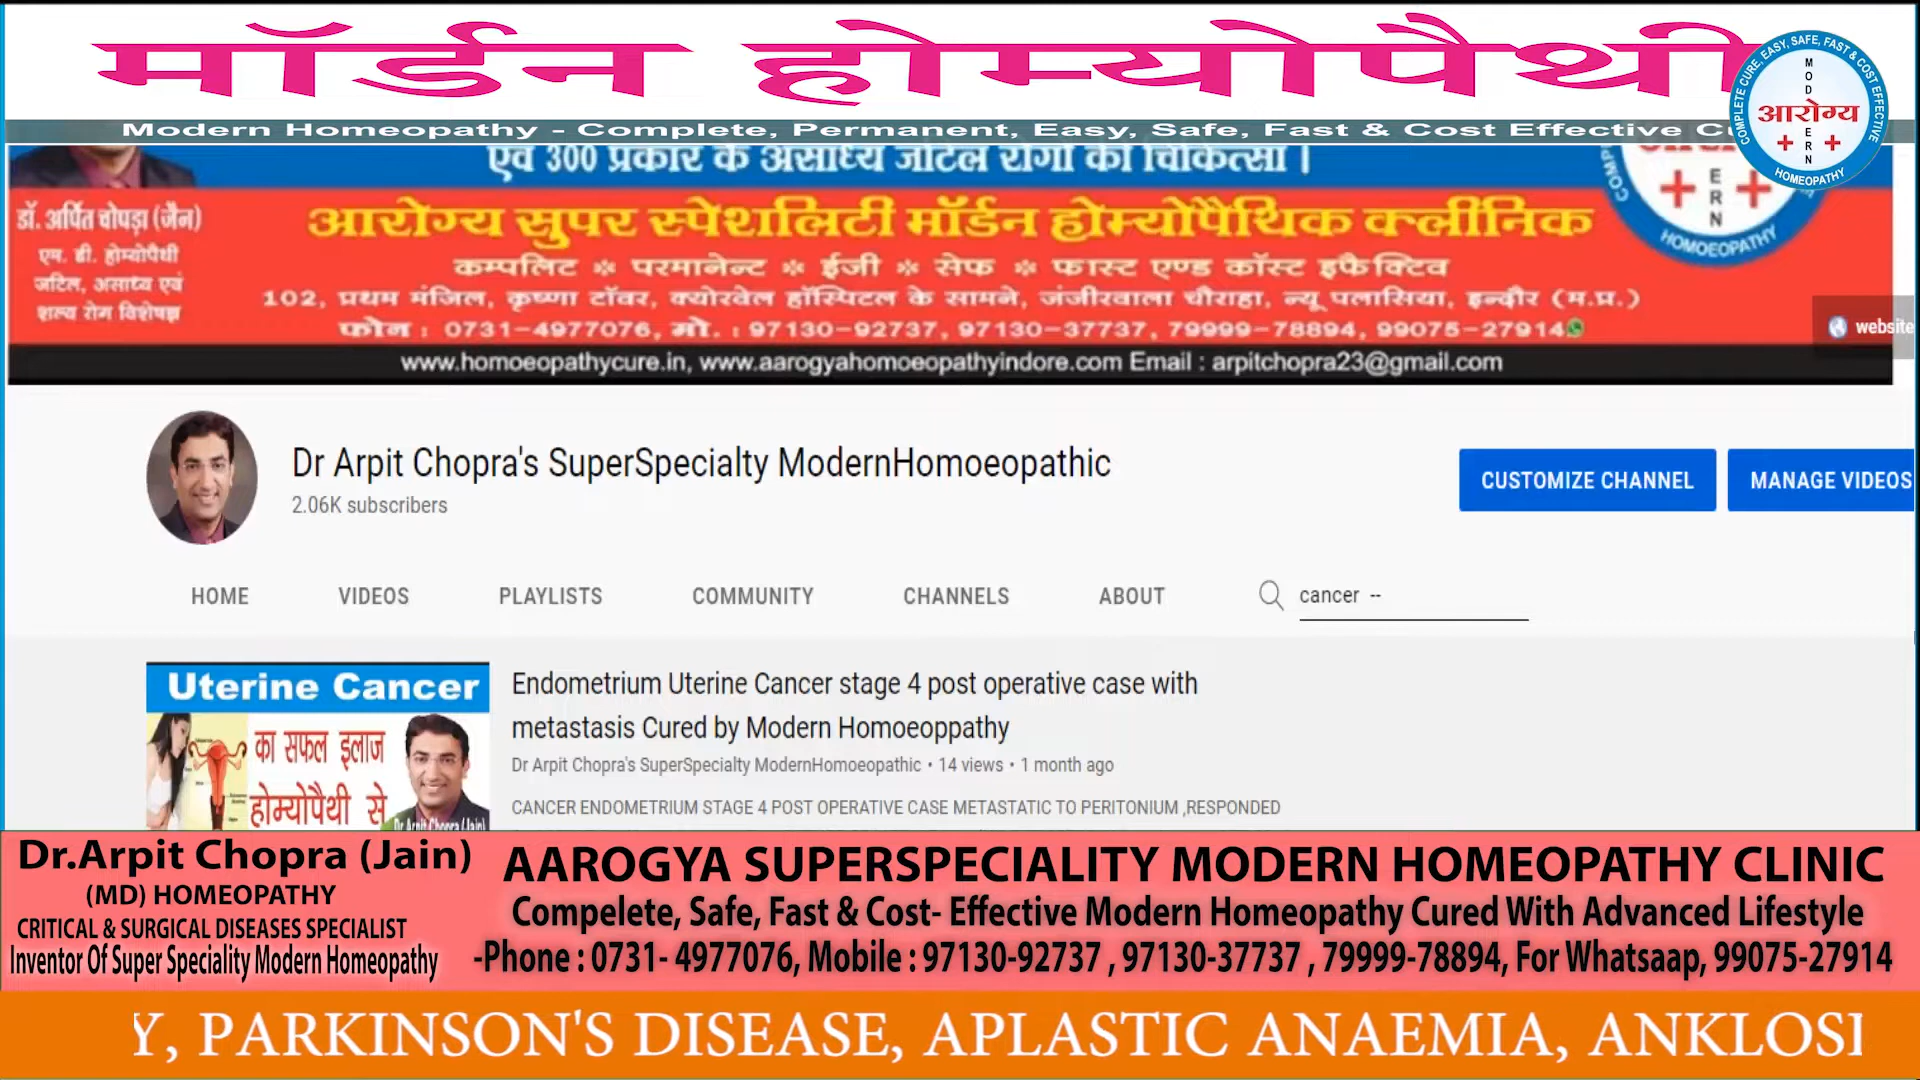 मॉर्डन होम्योपैथी
COMPLETE CURE, EASY, SAFE, FAST & COST EFFECTIVE
MODERN
आरोग्य
HOMEOPATHY
Modern Homeopathy - Complete, Permanent, Easy, Safe, Fast & Cost Effective
एवं 300 प्रकार के असाध्य जटिल रोगों की चिकित्सा |
डॉ. अर्पित चोपड़ा (जैन)
एम. डी. होम्योपैथी
जटिल, असाध्य एवं
शल्य रोग विशेषज्ञ
आरोग्य सुपर स्पेशलिटी मॉर्डन होम्योपैथिक क्लीनिक
कम्पलिट ❋ परमानेन्ट ❋ ईजी ❋ सेफ ❋ फास्ट एण्ड कॉस्ट इफैक्टिव
102, प्रथम मंजिल, कृष्णा टॉवर, क्योरवेल हॉस्पिटल के सामने, जंजीरवाला चौराहा, न्यू पलासिया, इन्दौर (म.प्र.)
फोन : 0731-4977076, मो. : 97130-92737, 97130-37737, 79999-78894, 99075-27914
www.homoeopathycure.in, www.aarogyahomoeopathyindore.com Email : arpitchopra23@gmail.com
ERN
HOMOEOPATHY
website
Dr Arpit Chopra's SuperSpecialty ModernHomoeopathic
2.06K subscribers
CUSTOMIZE CHANNEL
MANAGE VIDEOS
HOME VIDEOS PLAYLISTS COMMUNITY CHANNELS ABOUT cancer --
Uterine Cancer
का सफल इलाज
होम्योपैथी से
Dr Arpit Chopra (Jain)
Endometrium Uterine Cancer stage 4 post operative case with
metastasis Cured by Modern Homoeoppathy
Dr Arpit Chopra's SuperSpecialty ModernHomoeopathic • 14 views • 1 month ago
CANCER ENDOMETRIUM STAGE 4 POST OPERATIVE CASE METASTATIC TO PERITONIUM ,RESPONDED
Dr.Arpit Chopra (Jain)
(MD) HOMEOPATHY
CRITICAL & SURGICAL DISEASES SPECIALIST
Inventor Of Super Speciality Modern Homeopathy
AAROGYA SUPERSPECIALITY MODERN HOMEOPATHY CLINIC
Compelete, Safe, Fast & Cost- Effective Modern Homeopathy Cured With Advanced Lifestyle
-Phone : 0731- 4977076, Mobile : 97130-92737 , 97130-37737 , 79999-78894, For Whatsaap, 99075-27914
Y, PARKINSON'S DISEASE, APLASTIC ANAEMIA, ANKLOSI